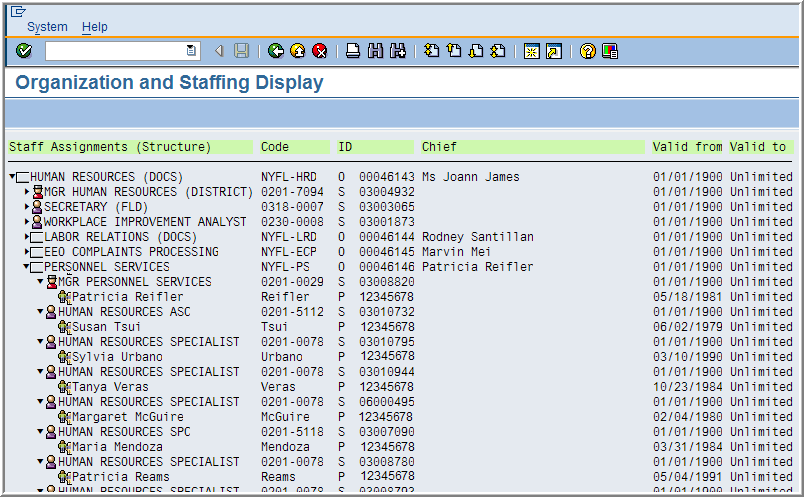 System Help
Organization and Staffing Display
Staff Assignments (Structure) Code ID Chief Valid from Valid to
HUMAN RESOURCES (DOCS) NYFL-HRD O 00046143 Ms Joann James 01/01/1900 Unlimited
MGR HUMAN RESOURCES (DISTRICT) 0201-7094 S 03004932 01/01/1900 Unlimited
SECRETARY (FLD) 0318-0007 S 03003065 01/01/1900 Unlimited
WORKPLACE IMPROVEMENT ANALYST 0230-0008 S 03001873 01/01/1900 Unlimited
LABOR RELATIONS (DOCS) NYFL-LRD O 00046144 Rodney Santillan 01/01/1900 Unlimited
EEO COMPLAINTS PROCESSING NYFL-ECP O 00046145 Marvin Mei 01/01/1900 Unlimited
PERSONNEL SERVICES NYFL-PS O 00046146 Patricia Reifler 01/01/1900 Unlimited
MGR PERSONNEL SERVICES 0201-0029 S 03008820 01/01/1900 Unlimited
Patricia Reifler Reifler P 12345678 05/18/1981 Unlimited
HUMAN RESOURCES ASC 0201-5112 S 03010732 01/01/1900 Unlimited
Susan Tsui Tsui P 12345678 06/02/1979 Unlimited
HUMAN RESOURCES SPECIALIST 0201-0078 S 03010795 01/01/1900 Unlimited
Sylvia Urbano Urbano P 12345678 03/10/1990 Unlimited
HUMAN RESOURCES SPECIALIST 0201-0078 S 03010944 01/01/1900 Unlimited
Tanya Veras Veras P 12345678 10/23/1984 Unlimited
HUMAN RESOURCES SPECIALIST 0201-0078 S 06000495 01/01/1900 Unlimited
Margaret McGuire McGuire P 12345678 02/04/1980 Unlimited
HUMAN RESOURCES SPC 0201-5118 S 03007090 01/01/1900 Unlimited
Maria Mendoza Mendoza P 12345678 03/31/1984 Unlimited
HUMAN RESOURCES SPECIALIST 0201-0078 S 03008780 01/01/1900 Unlimited
Patricia Reams Reams P 12345678 05/04/1991 Unlimited
HUMAN RESOURCES SPECIALIST 0201-0078 S 03008793 01/01/1900 Unlimited